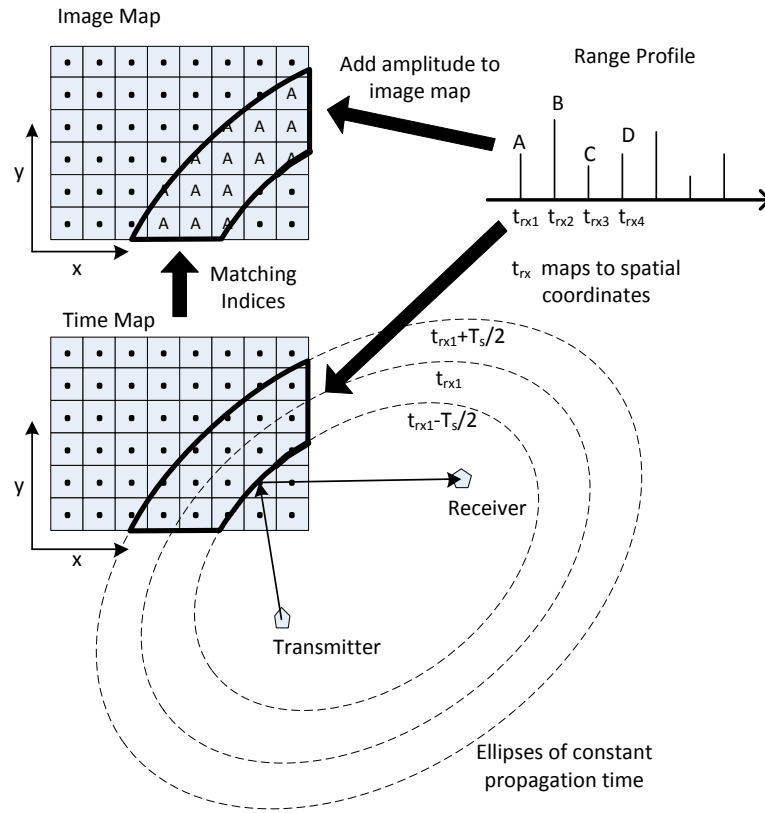 Image Map
Add amplitude to
image map
Range Profile
A
A A A
A A A A
A A A
A A A
y
x
A
B
C
D
t_rx1 t_rx2 t_rx3 t_rx4
t_rx maps to spatial
coordinates
Matching
Indices
Time Map
y
x
t_rx1+T_s/2
t_rx1
t_rx1-T_s/2
Receiver
Transmitter
Ellipses of constant
propagation time